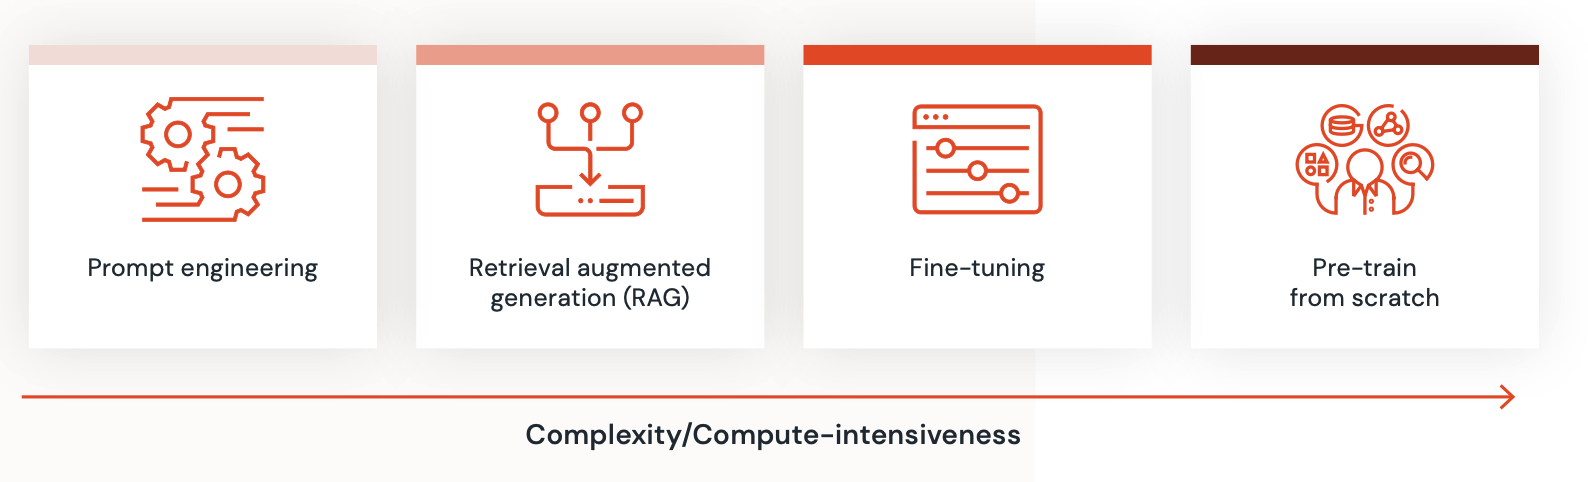 Prompt engineering
Retrieval augmented
generation (RAG)
Fine-tuning
Pre-train
from scratch
Complexity/Compute-intensiveness